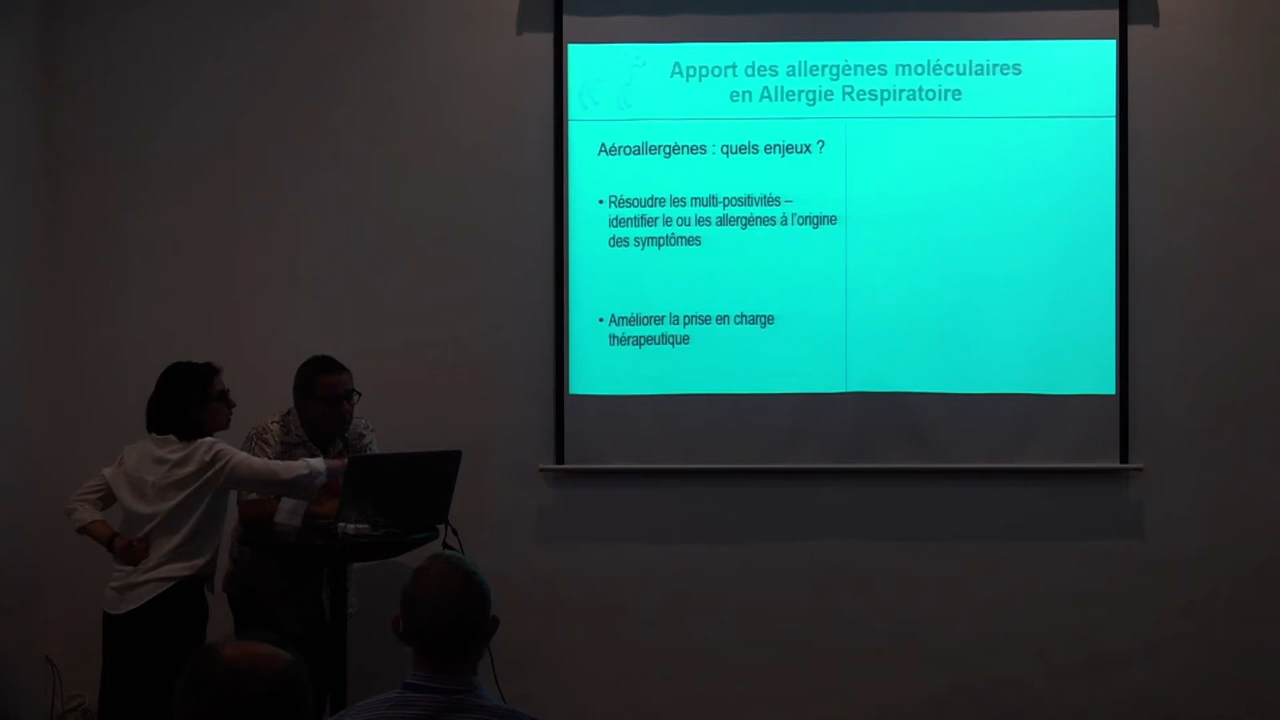 Apport des allergènes moléculaires
en Allergie Respiratoire
Aéroallergènes : quels enjeux ?
• Résoudre les multi-positivités –
identifier le ou les allergènes à l'origine
des symptômes
• Améliorer la prise en charge
thérapeutique